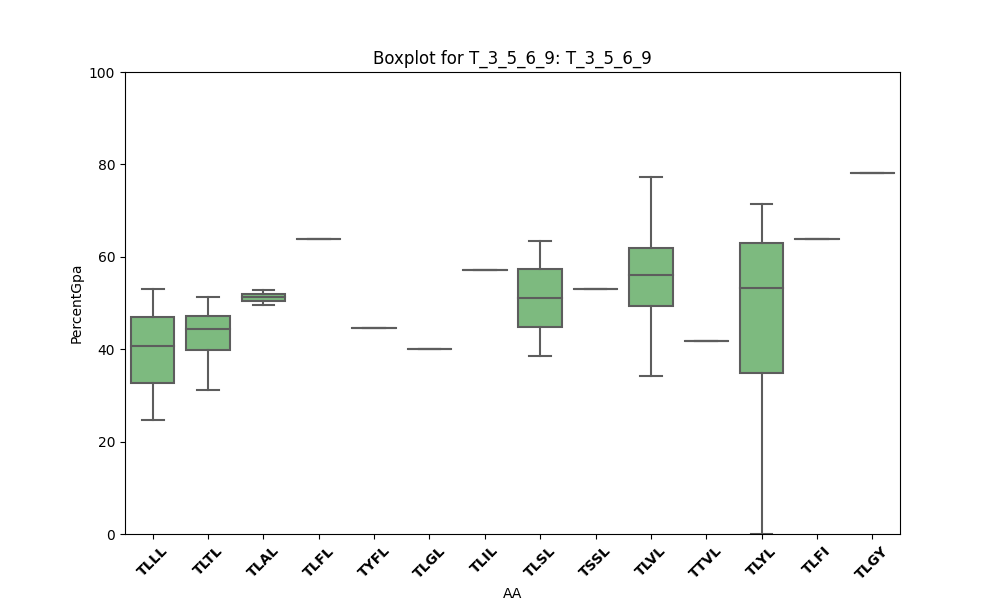 Boxplot for T_3_5_6_9: T_3_5_6_9
PercentGpa
100
80
60
40
20
0
TLLL TLTL TLAL TLFL TYFL TLGL TLIL TLSL TSSL TLVL TTVL TLYL TLFI TLGY
AA